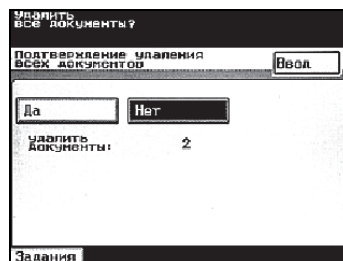 Удалить
все документы?
Подтверждение удаления
всех документов
Ввод
Да
Нет
Удалить
документы: 2
Задания